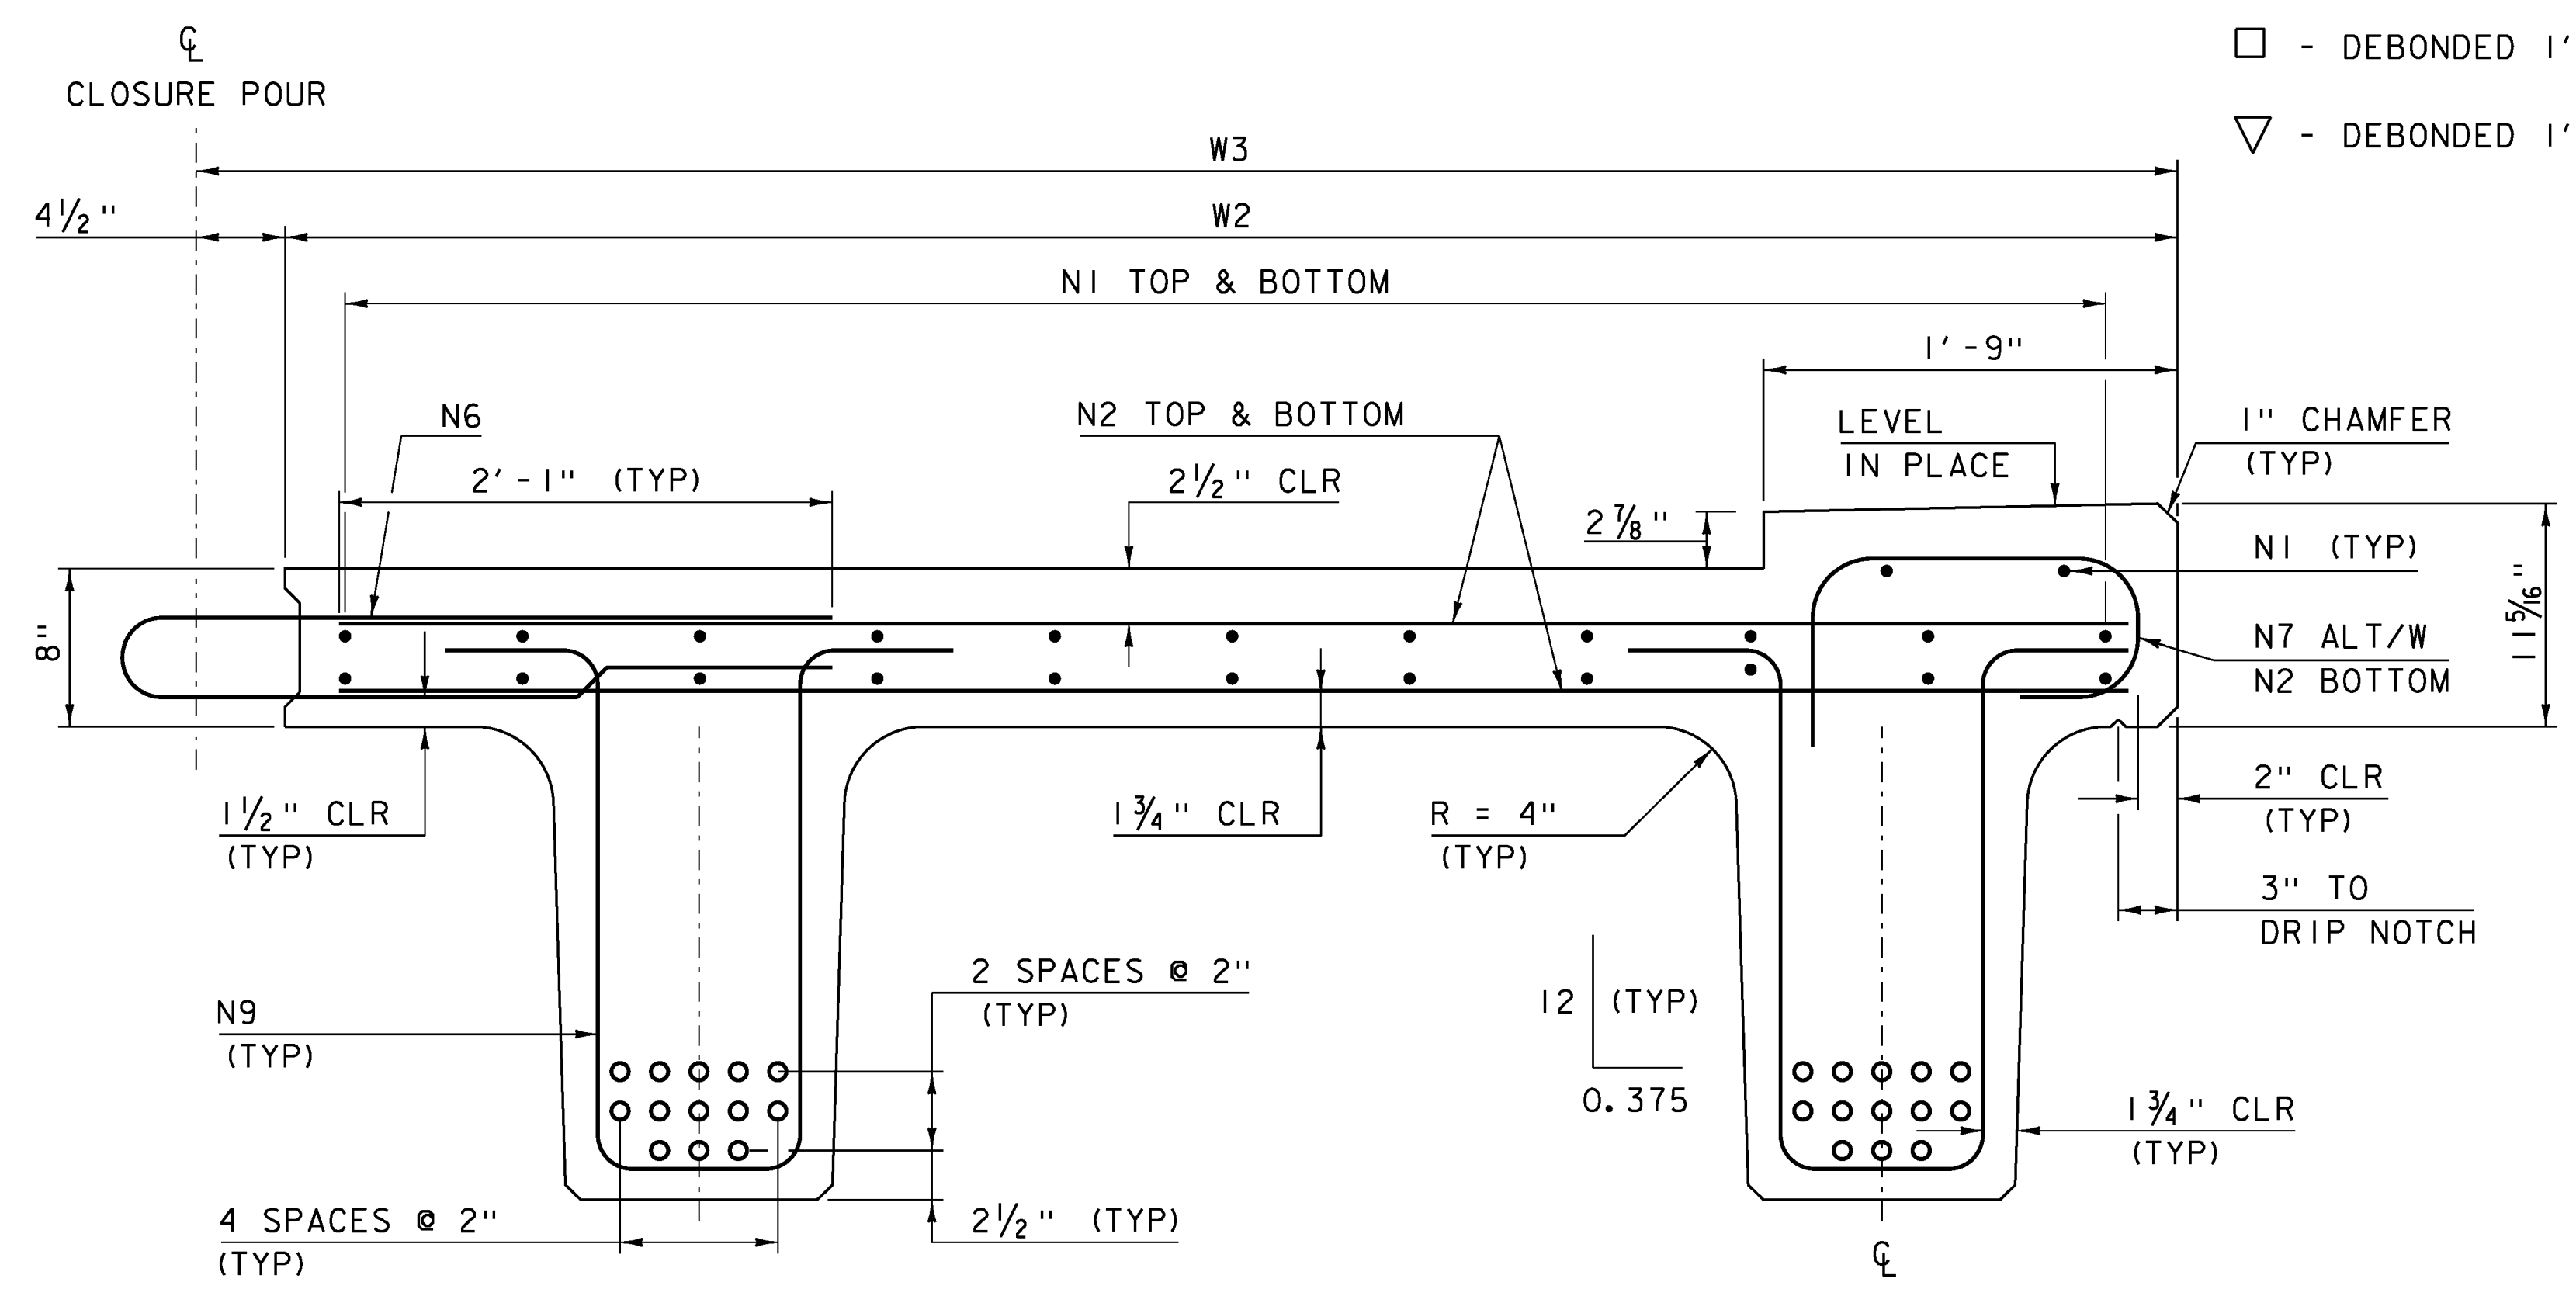 ℄
CLOSURE POUR
□ - DEBONDED 1'
▽ - DEBONDED 1'
W3
4½"
W2
N1 TOP & BOTTOM
1'-9"
N6
N2 TOP & BOTTOM
LEVEL
IN PLACE
1" CHAMFER
(TYP)
2'-1" (TYP)
2½" CLR
2⅞"
N1 (TYP)
8"
11 5/16"
N7 ALT/W
N2 BOTTOM
1½" CLR
(TYP)
1¾" CLR
R = 4"
(TYP)
2" CLR
(TYP)
3" TO
DRIP NOTCH
2 SPACES @ 2"
(TYP)
N9
(TYP)
12 (TYP)
0.375
1¾" CLR
(TYP)
4 SPACES @ 2"
(TYP)
2½" (TYP)
℄